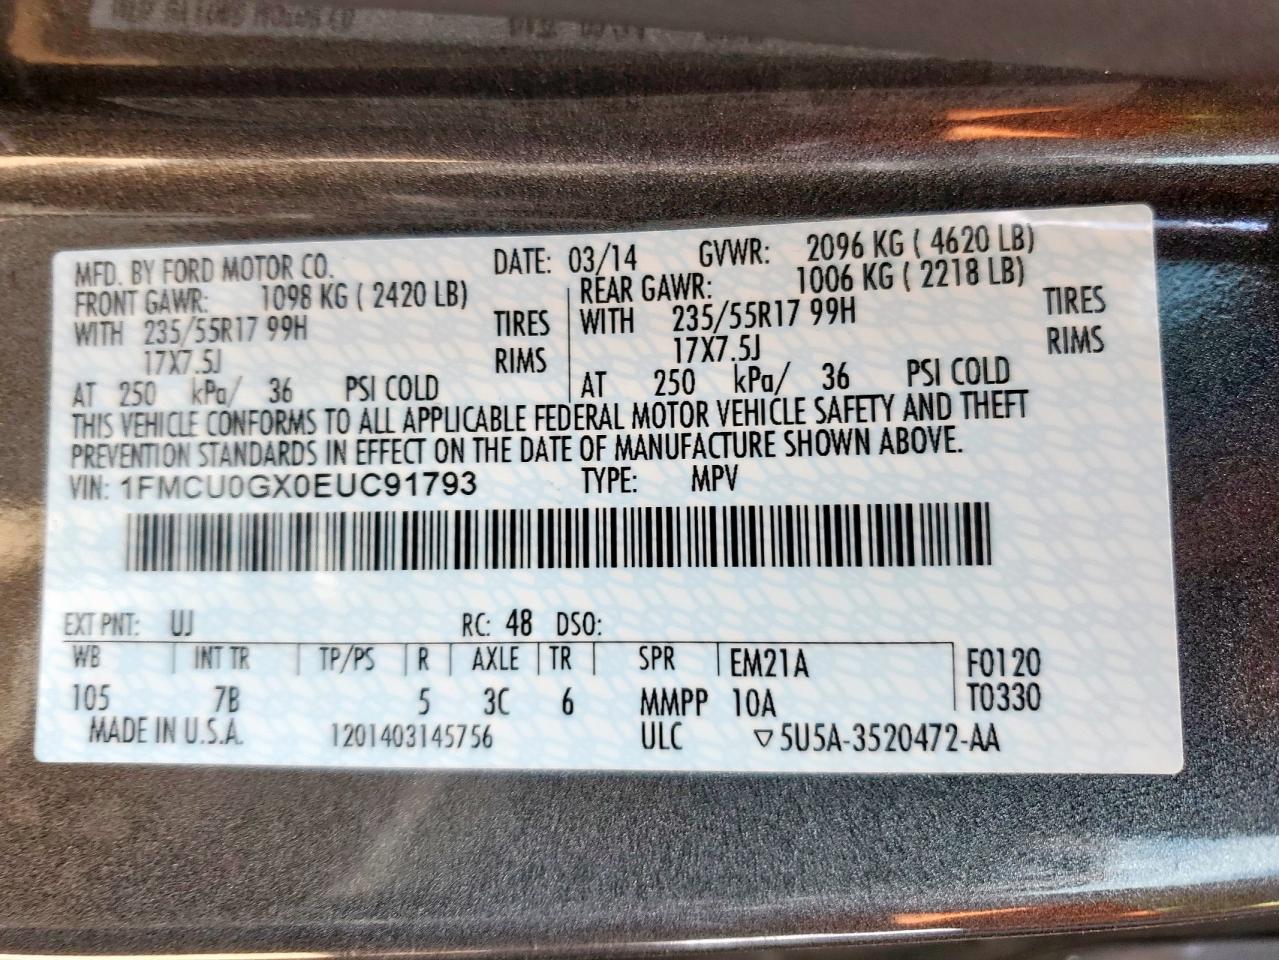 MFD. BY FORD MOTOR CO. DATE: 03/14 GVWR: 2096 KG ( 4620 LB)
FRONT GAWR: 1098 KG ( 2420 LB) REAR GAWR: 1006 KG ( 2218 LB)
WITH 235/55R17 99H TIRES WITH 235/55R17 99H TIRES
17X7.5J RIMS 17X7.5J RIMS
AT 250 kPa/ 36 PSI COLD AT 250 kPa/ 36 PSI COLD
THIS VEHICLE CONFORMS TO ALL APPLICABLE FEDERAL MOTOR VEHICLE SAFETY AND THEFT
PREVENTION STANDARDS IN EFFECT ON THE DATE OF MANUFACTURE SHOWN ABOVE.
VIN: 1FMCU0GX0EUC91793 TYPE: MPV
EXT PNT: UJ RC: 48 DSO:
WB INT TR TP/PS R AXLE TR SPR EM21A F0120
105 7B 5 3C 6 MMPP 10A T0330
MADE IN U.S.A. 1201403145756 ULC ▽5U5A-3520472-AA